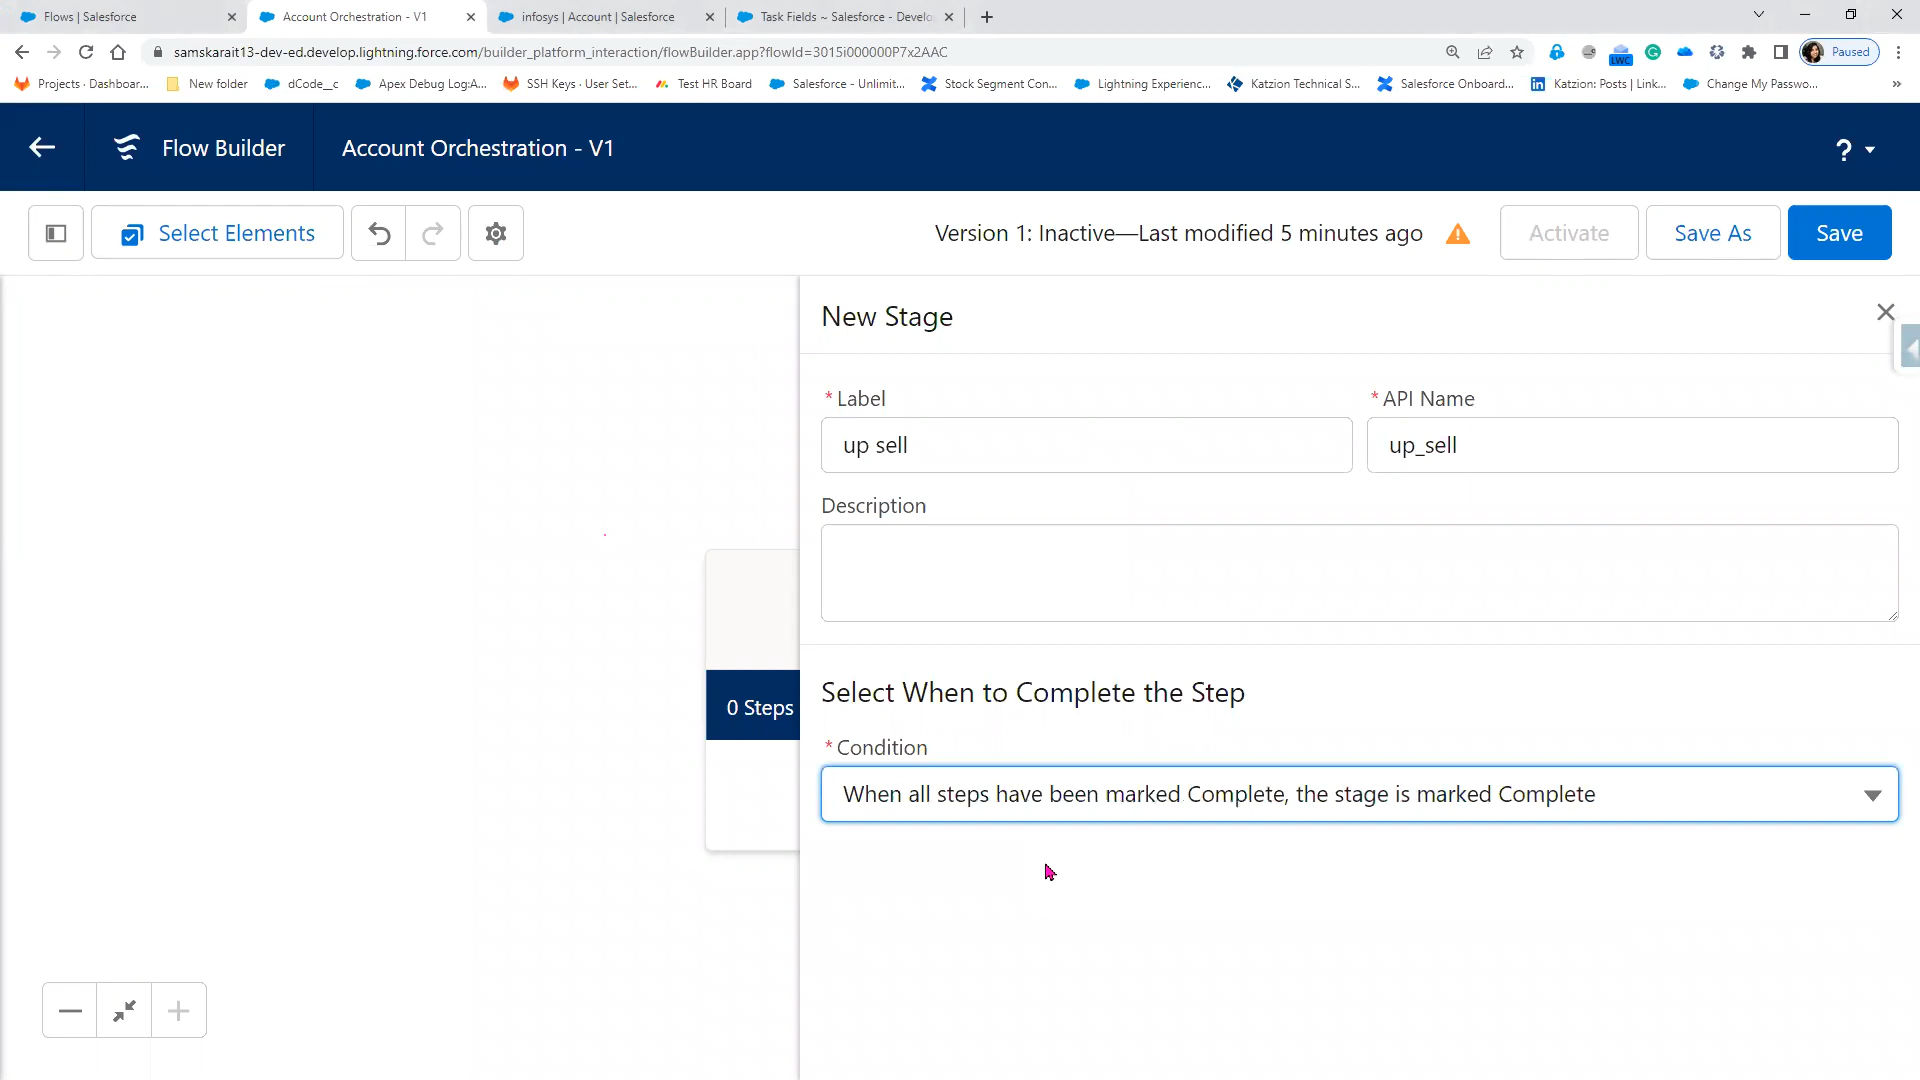 Flows | Salesforce
Account Orchestration - V1
infosys | Account | Salesforce
Task Fields ~ Salesforce - Develo
samskarait13-dev-ed.develop.lightning.force.com/builder_platform_interaction/flowBuilder.app?flowId=3015i000000P7x2AAC
LWC
Paused
Projects · Dashboar...
New folder
dCode__c
Apex Debug Log:A...
SSH Keys · User Set...
Test HR Board
Salesforce - Unlimit...
Stock Segment Con...
Lightning Experienc...
Katzion Technical S...
Salesforce Onboard...
Katzion: Posts | Link...
Change My Passwo...
»
Flow Builder
Account Orchestration - V1
?
Select Elements
Version 1: Inactive—Last modified 5 minutes ago
Activate
Save As
Save
New Stage
* Label
* API Name
up sell
up_sell
Description
0 Steps
Select When to Complete the Step
* Condition
When all steps have been marked Complete, the stage is marked Complete